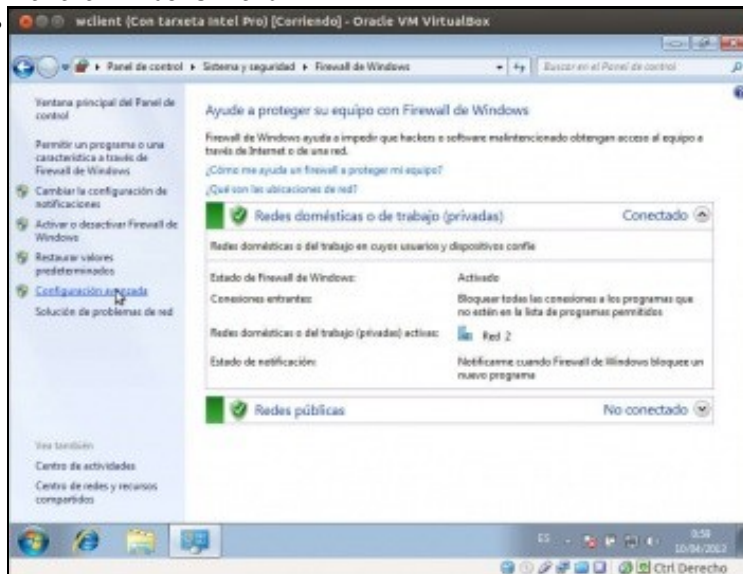 wclient (Con tarxeta Intel Pro) [Corriendo] - Oracle VM VirtualBox
Panel de control ▸ Sistema y seguridad ▸ Firewall de Windows
Buscar en el Panel de control
Ventana principal del Panel de control
Permitir un programa o una característica a través de Firewall de Windows
Cambiar la configuración de notificaciones
Activar o desactivar Firewall de Windows
Restaurar valores predeterminados
Configuración avanzada
Solución de problemas de red
Vea también
Centro de actividades
Centro de redes y recursos compartidos
Ayude a proteger su equipo con Firewall de Windows
Firewall de Windows ayuda a impedir que hackers o software malintencionado obtengan acceso al equipo a
través de Internet o de una red.
¿Cómo me ayuda un firewall a proteger mi equipo?
¿Qué son las ubicaciones de red?
Redes domésticas o de trabajo (privadas) Conectado
Redes domésticas o del trabajo en cuyos usuarios y dispositivos confíe
Estado de Firewall de Windows: Activado
Conexiones entrantes: Bloquear todas las conexiones a los programas que
no estén en la lista de programas permitidos
Redes domésticas o del trabajo (privadas) activas: Red 2
Estado de notificación: Notificarme cuando Firewall de Windows bloquee un
nuevo programa
Redes públicas No conectado
ES
0:59
10/04/2012
Ctrl Derecho